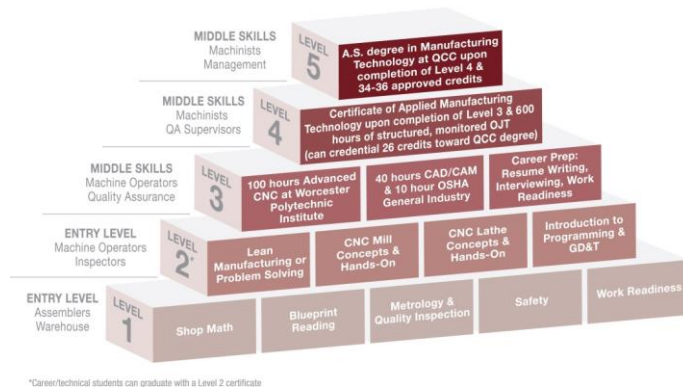 MIDDLE SKILLS
Machinists
Management
LEVEL
5
A.S. degree in Manufacturing
Technology at QCC upon
completion of Level 4 &
34-36 approved credits
MIDDLE SKILLS
Machinists
QA Supervisors
LEVEL
4
Certificate of Applied Manufacturing
Technology upon completion of Level 3 & 600
hours of structured, monitored OJT
(can credential 26 credits toward QCC degree)
MIDDLE SKILLS
Machine Operators
Quality Assurance
LEVEL
3
100 hours Advanced
CNC at Worcester
Polytechnic
Institute
40 hours CAD/CAM
& 10 hour OSHA
General Industry
Career Prep:
Resume Writing,
Interviewing, Work
Readiness
ENTRY LEVEL
Machine Operators
Inspectors
LEVEL
2*
Lean
Manufacturing or
Problem Solving
CNC Mill
Concepts &
Hands-On
CNC Lathe
Concepts &
Hands-On
Introduction to
Programming &
GD&T
ENTRY LEVEL
Assemblers
Warehouse
LEVEL
1
Shop Math
Blueprint
Reading
Metrology &
Quality Inspection
Safety
Work Readiness
*Career/technical students can graduate with a Level 2 certificate